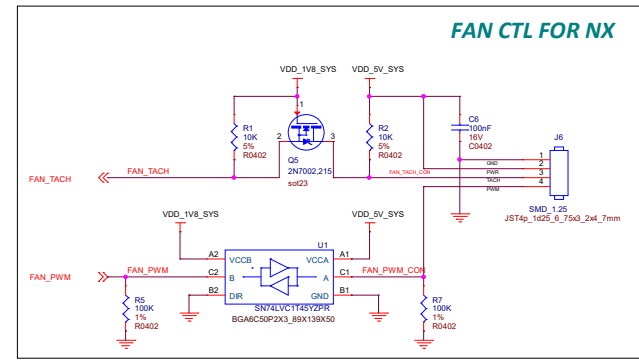 FAN CTL FOR NX
VDD_1V8_SYS
VDD_5V_SYS
1
R1
10K
5%
R0402
2
3
Q5
2N7002,215
sot23
R2
10K
5%
R0402
C6
100nF
16V
C0402
J6
FAN_TACH
FAN_TACH
FAN_TACH_CON
GND
PWR
TACH
PWM
1
2
3
4
SMD_1.25
JST4p_1d25_6_75x3_2x4_7mm
VDD_1V8_SYS
VDD_5V_SYS
U1
A2
VCCB
VCCA
A1
FAN_PWM
FAN_PWM
C2
B
A
C1
FAN_PWM_CON
B2
DIR
GND
B1
SN74LVC1T45YZPR
BGA6C50P2X3_89X139X50
R5
100K
1%
R0402
R7
100K
1%
R0402